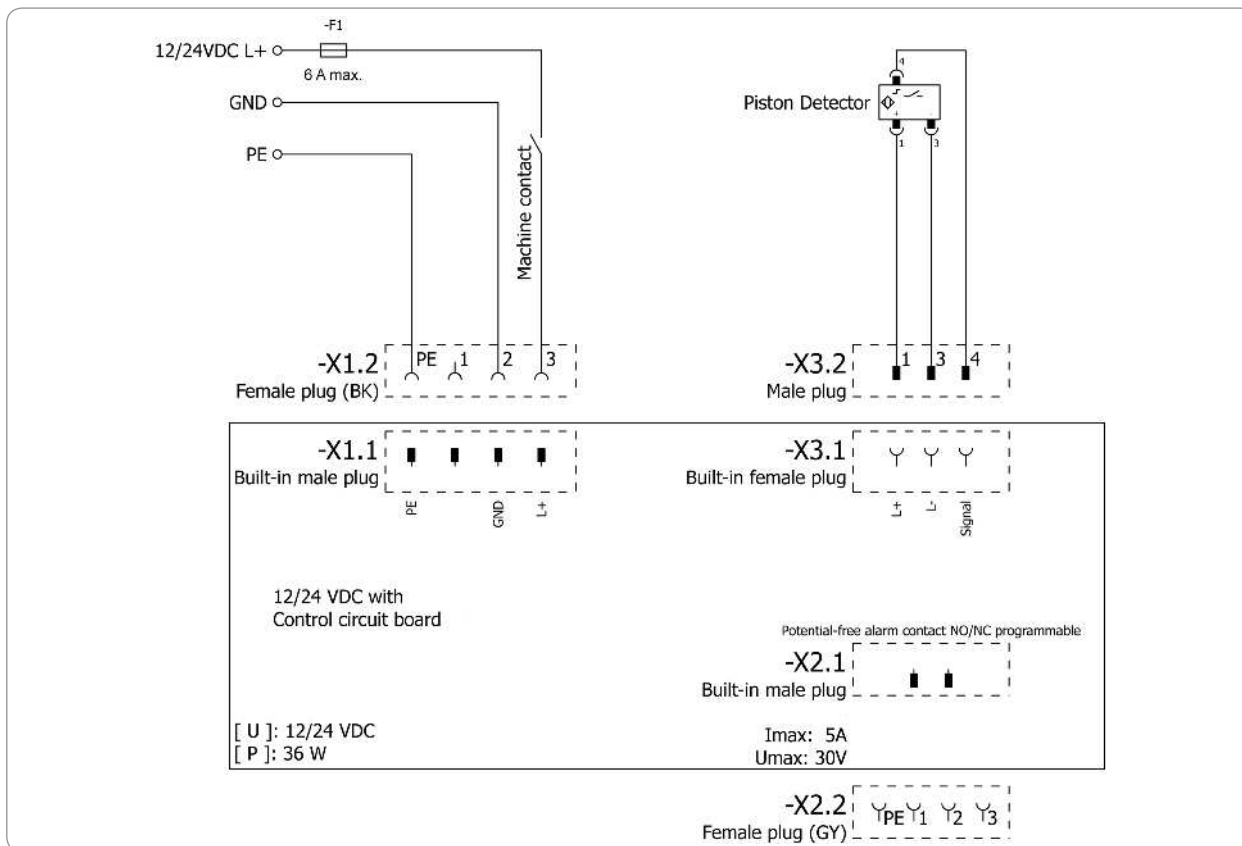 -F1
12/24VDC L+
6 A max.
GND
PE
Machine contact
4
Piston Detector
+ -
1 3
-X1.2 PE 1 2 3
Female plug (BK)
-X3.2 1 3 4
Male plug
-X1.1
Built-in male plug
PE GND L+
-X3.1
Built-in female plug
L+ L- Signal
12/24 VDC with
Control circuit board
Potential-free alarm contact NO/NC programmable
-X2.1
Built-in male plug
[ U ]: 12/24 VDC
[ P ]: 36 W
Imax: 5A
Umax: 30V
-X2.2 PE 1 2 3
Female plug (GY)